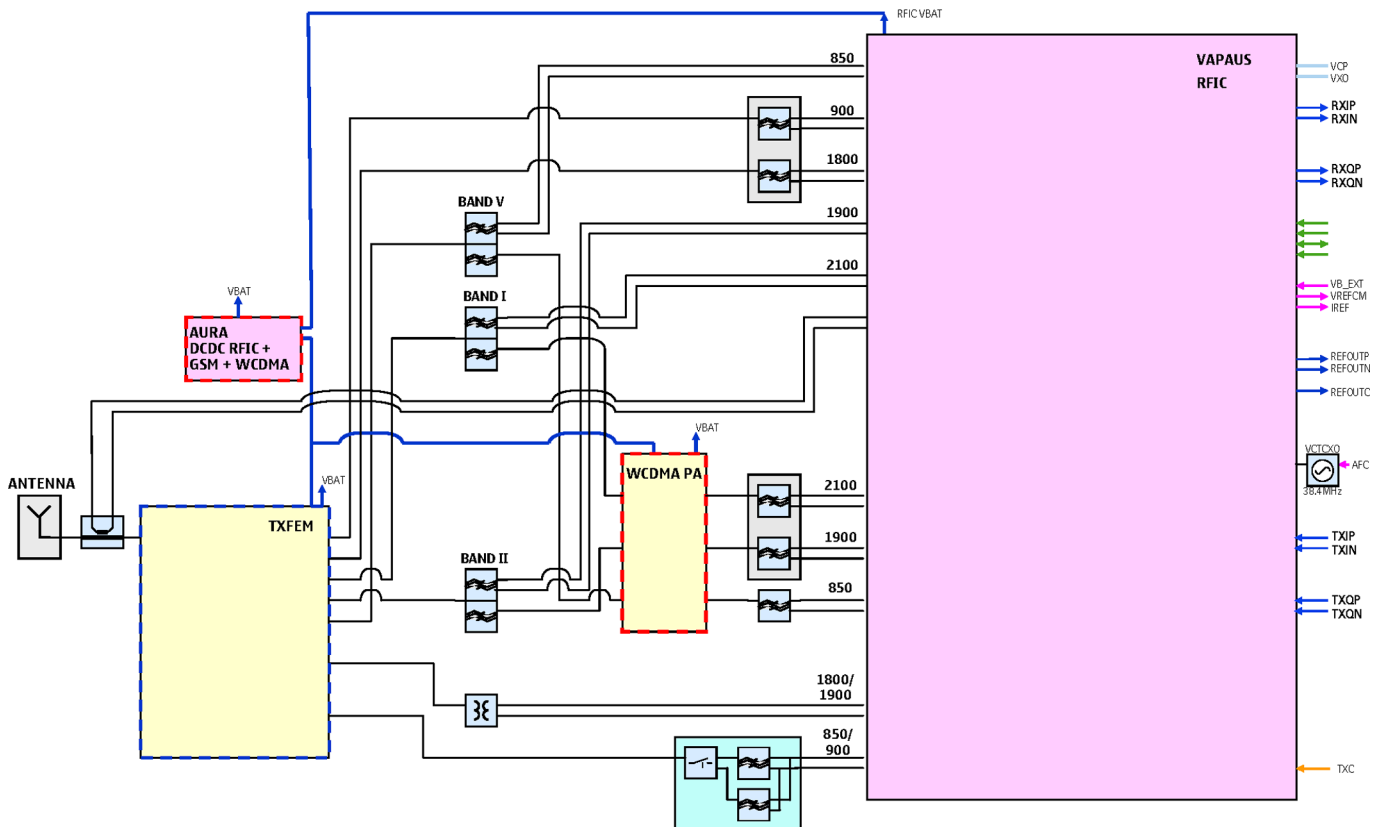 RFIC VBAT
850
VAPAUS
RFIC
VCP
VXO
900
RXIP
RXIN
1800
RXQP
RXQN
BAND V
1900
2100
VBAT
BAND I
VB_EXT
VREFCM
IREF
AURA
DCDC RFIC +
GSM + WCDMA
REFOUTP
REFOUTN
REFOUTC
VBAT
VCTCXO
AFC
38.4MHz
WCDMA PA
ANTENNA
VBAT
2100
TXFEM
1900
TXIP
TXIN
BAND II
850
TXQP
TXQN
1800/
1900
850/
900
TXC